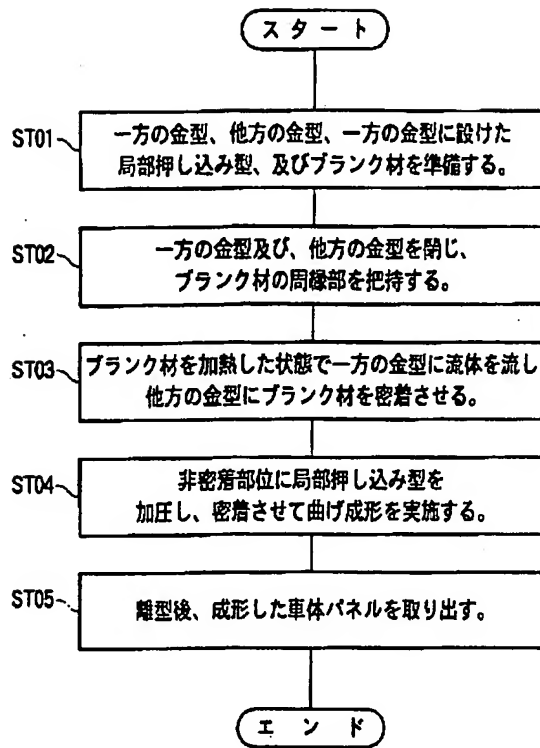 スタート
ST01
一方の金型、他方の金型、一方の金型に設けた
局部押し込み型、及びブランク材を準備する。
ST02
一方の金型及び、他方の金型を閉じ、
ブランク材の周縁部を把持する。
ST03
ブランク材を加熱した状態で一方の金型に流体を流し
他方の金型にブランク材を密着させる。
ST04
非密着部位に局部押し込み型を
加圧し、密着させて曲げ成形を実施する。
ST05
離型後、成形した車体パネルを取り出す。
エンド